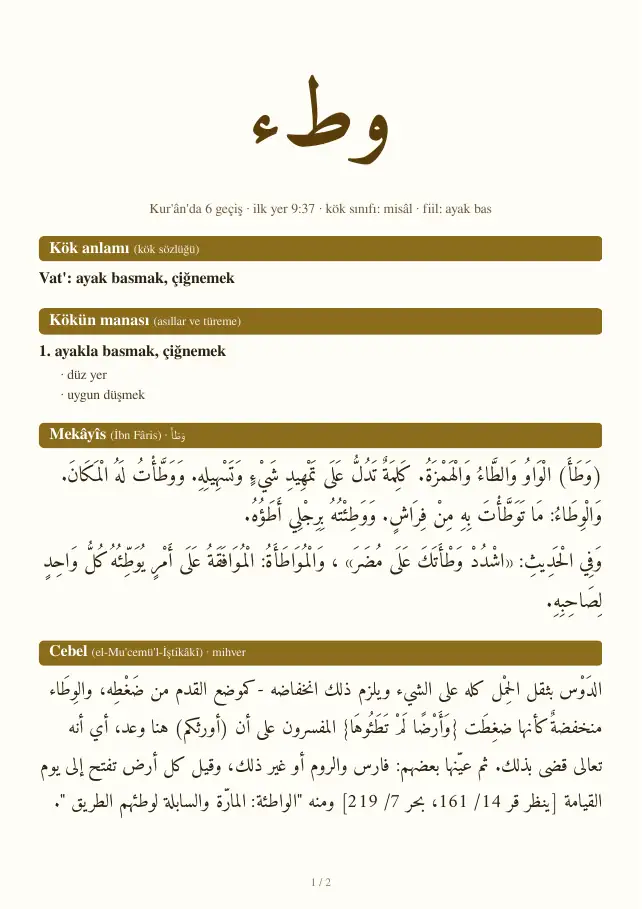 وطء
Kur'ân'da 6 geçiş · ilk yer 9:37 · kök sınıfı: misâl · fiil: ayak bas
Kök anlamı (kök sözlüğü)
Vat': ayak basmak, çiğnemek
Kökün manası (asıllar ve türeme)
1. ayakla basmak, çiğnemek
· düz yer
· uygun düşmek
Mekâyîs (İbn Fâris) · وَطَأَ
(وَطَأَ) الْوَاوُ وَالطَّاءُ وَالْهَمْزَةُ. كَلِمَةٌ تَدُلُّ عَلَى تَمْهِيدِ شَيْءٍ وَتَسْهِيلِهِ. وَوَطَّأْتُ لَهُ الْمَكَانَ.
وَالْوِطَاءُ: مَا تَوَطَّأْتَ بِهِ مِنْ فِرَاشٍ. وَوَطِئْتُهُ بِرِجْلِي أَطَؤُهُ.
وَفِي الْحَدِيثِ: «اشْدُدْ وَطْأَتَكَ عَلَى مُضَرَ» ، وَالْمُوَاطَأَةُ: الْمُوَافَقَةُ عَلَى أَمْرٍ يُوَطِّئُهُ كُلُّ وَاحِدٍ
لِصَاحِبِهِ.
Cebel (el-Mu'cemü'l-İştikâkî) · mihver
الدَوْس بثقل الحِمْل كله على الشيء ويلزم ذلك انخفاضه -كموضع القدم من ضَغْطِه، والوِطَاء
منخفضةٌ كأنها ضغِطَت {وَأَرْضًا لَمْ تَطَئُوهَا} المفسرون على أن (أورثكم) هنا وعد، أي أنه
تعالى قضى بذلك. ثم عيّنها بعضهم: فارس والروم أو غير ذلك، وقيل كل أرض تفتح إلى يوم
القيامة [ينظر قر 14/ 161، بحر 7/ 219] ومنه "الواطئة: المارّة والسابلة لوطئهم الطريق ".
1 / 2